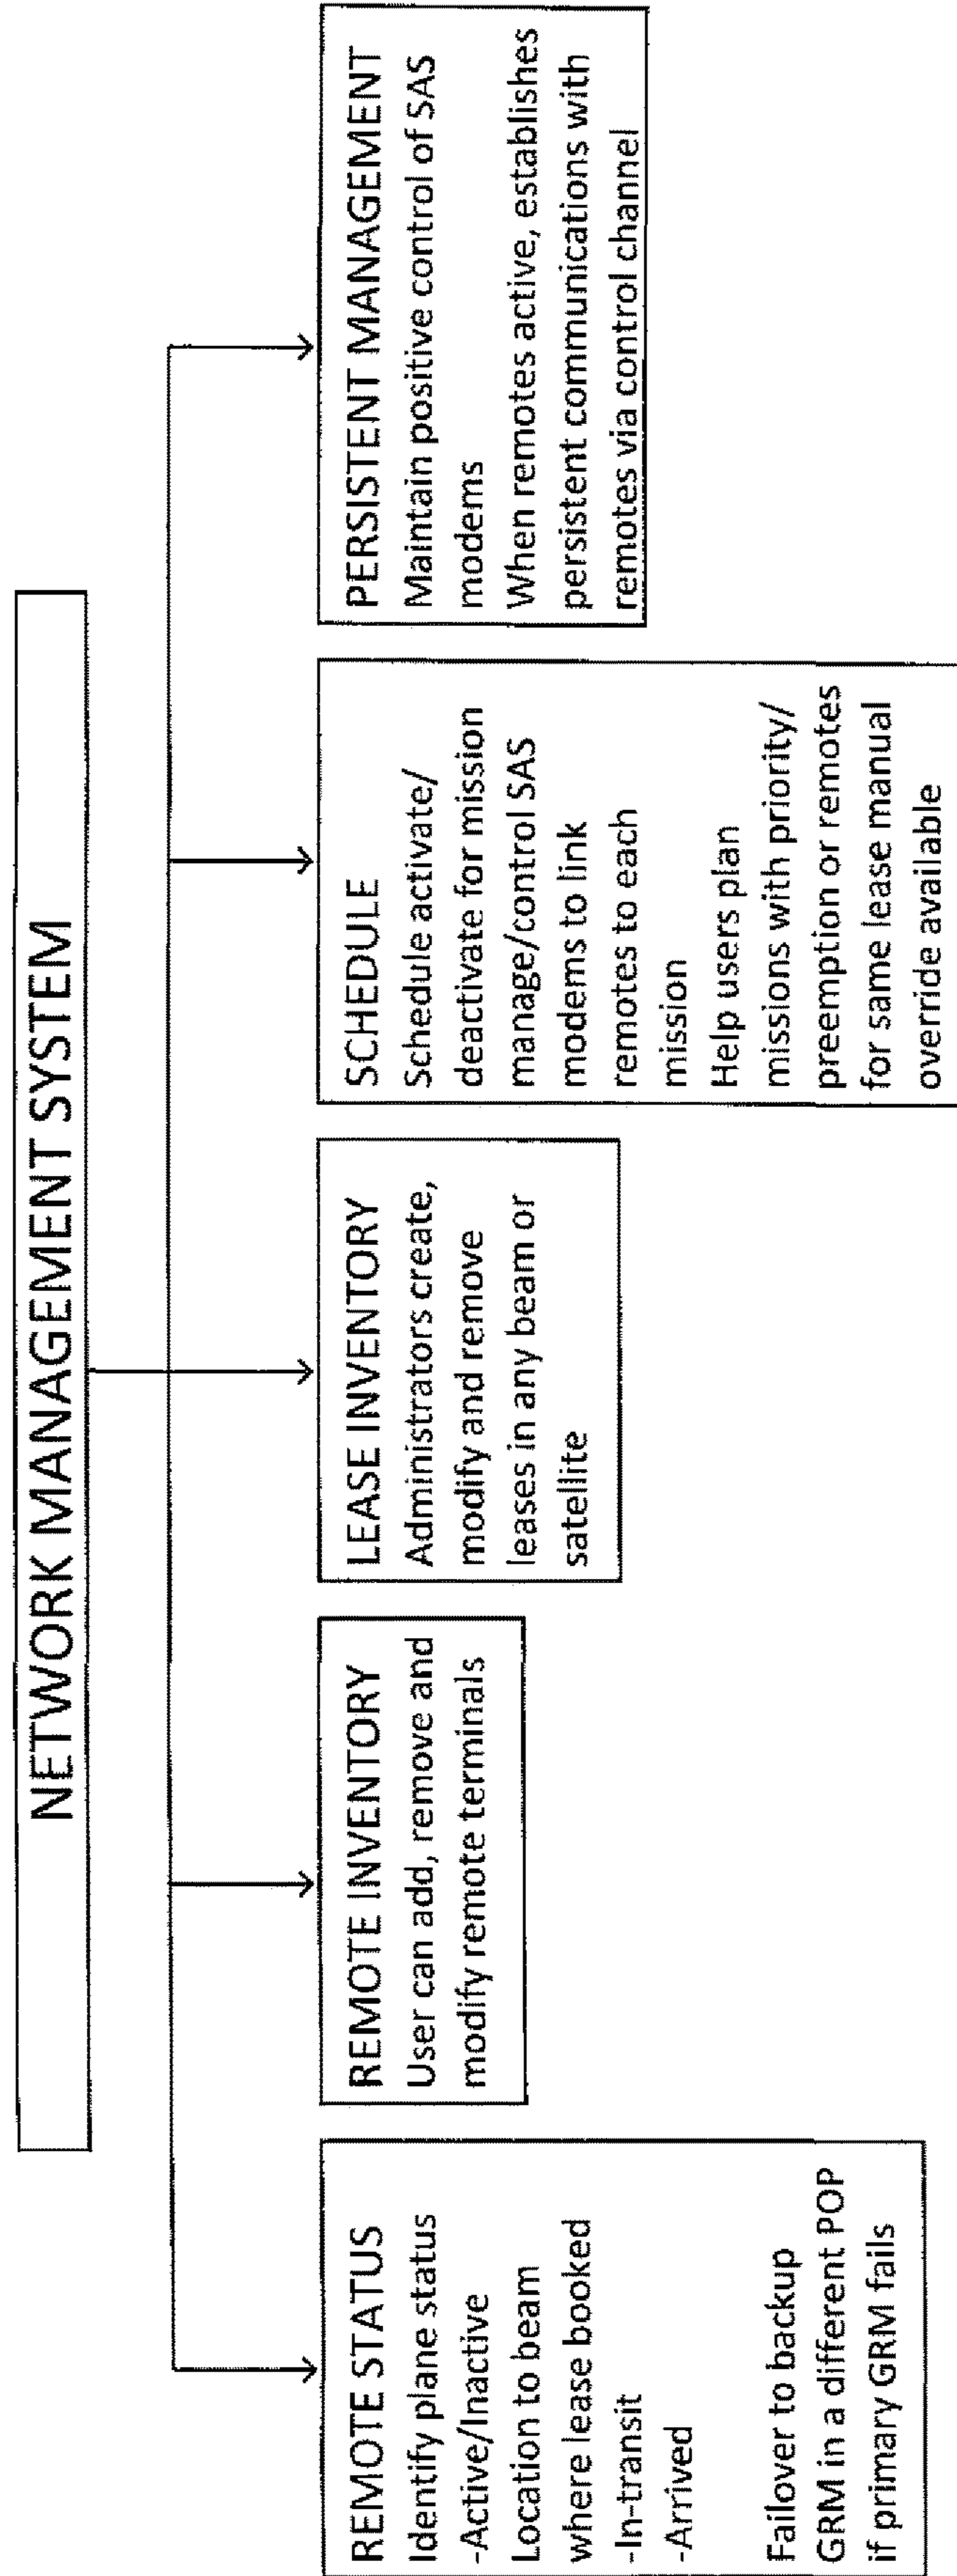 NETWORK MANAGEMENT SYSTEM
REMOTE STATUS
Identify plane status
-Active/Inactive
Location to beam
where lease booked
-In-transit
-Arrived
Failover to backup
GRM in a different POP
if primary GRM fails
REMOTE INVENTORY
User can add, remove and
modify remote terminals
LEASE INVENTORY
Administrators create,
modify and remove
leases in any beam or
satellite
SCHEDULE
Schedule activate/
deactivate for mission
manage/control SAS
modems to link
remotes to each
mission
Help users plan
missions with priority/
preemption or remotes
for same lease manual
override available
PERSISTENT MANAGEMENT
Maintain positive control of SAS
modems
When remotes active, establishes
persistent communications with
remotes via control channel